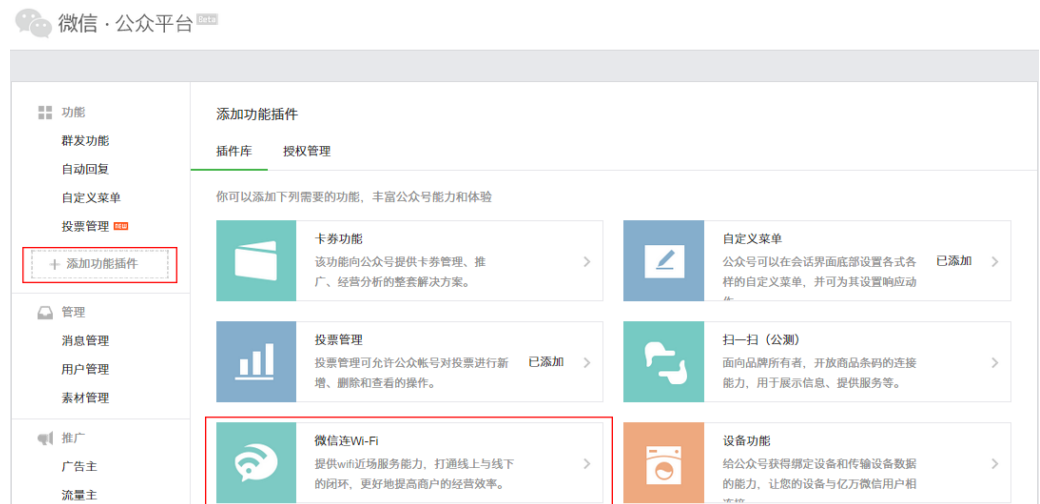 微信·公众平台 Beta
功能
群发功能
自动回复
自定义菜单
投票管理
+ 添加功能插件
管理
消息管理
用户管理
素材管理
推广
广告主
流量主
添加功能插件
插件库 授权管理
你可以添加下列需要的功能，丰富公众号能力和体验
卡券功能
该功能向公众号提供卡券管理、推
广、经营分析的整套解决方案。
自定义菜单
公众号可以在会话界面底部设置各式各
样的自定义菜单，并可为其设置响应动
已添加
投票管理
投票管理可允许公众帐号对投票进行新
增、删除和查看的操作。
已添加
扫一扫（公测）
面向品牌所有者，开放商品条码的连接
能力，用于展示信息、提供服务等。
微信连Wi-Fi
提供wifi近场服务能力，打通线上与线下
的闭环，更好地提高商户的经营效率。
设备功能
给公众号获得绑定设备和传输设备数据
的能力，让您的设备与亿万微信用户相